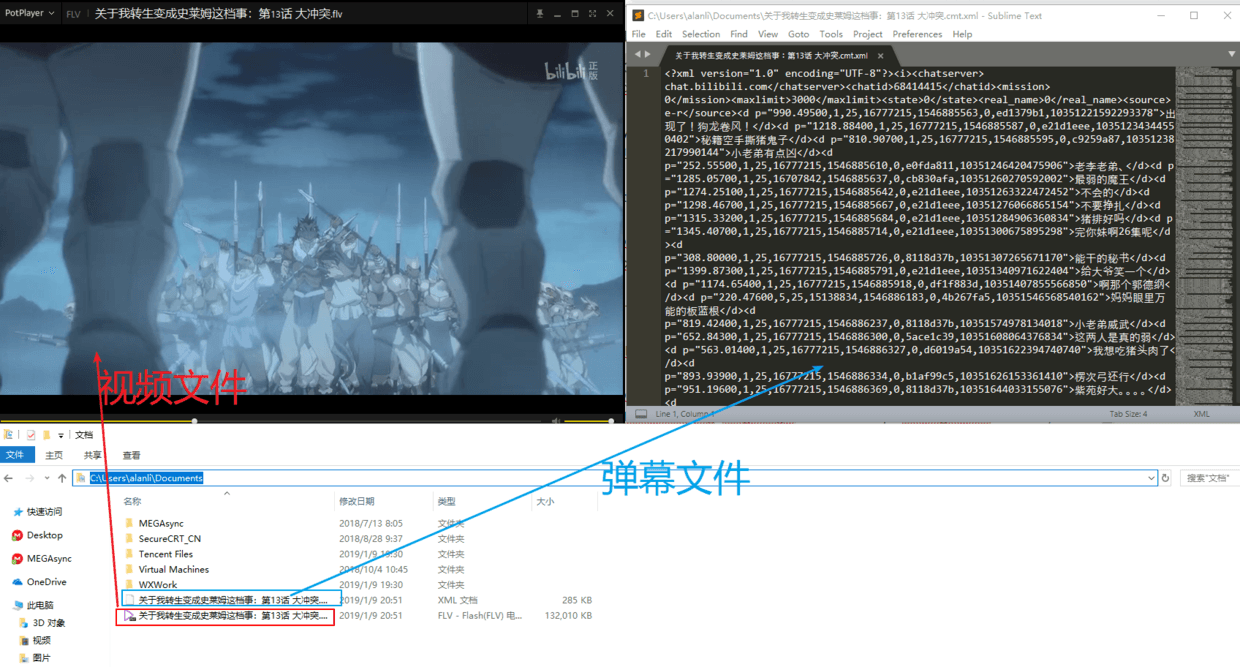 PotPlayer FLV 关于我转生变成史莱姆这档事：第13话 大冲突.flv
bilibili 正版
视频文件
C:\Users\alanli\Documents\关于我转生变成史莱姆这档事：第13话 大冲突.cmt.xml - Sublime Text
File Edit Selection Find View Goto Tools Project Preferences Help
关于我转生变成史莱姆这档事：第13话 大冲突.cmt.xml
1 <?xml version="1.0" encoding="UTF-8"?><i><chatserver>
chat.bilibili.com</chatserver><chatid>68414415</chatid><mission>
0</mission><maxlimit>3000</maxlimit><state>0</state><real_name>0</real_name><source>
e-r</source><d p="990.49500,1,25,16777215,1546885563,0,ed1379b1,10351221592293378">出
现了！狗龙卷风！</d><d p="1218.88400,1,25,16777215,1546885587,0,e21d1eee,1035123434455
0402">秘籍空手撕猪鬼子</d><d p="810.90700,1,25,16777215,1546885595,0,c9259a87,10351238
217990144">小老弟有点凶</d><d
p="252.55500,1,25,16777215,1546885610,0,e0fda811,10351246420475906">老李老弟、</d><d p
="1285.05700,1,25,16707842,1546885637,0,cb830afa,10351260270592002">最弱的魔王</d><d
p="1274.25100,1,25,16777215,1546885642,0,e21d1eee,10351263322472452">不会的</d><d
p="1298.46700,1,25,16777215,1546885667,0,e21d1eee,10351276066865154">不要挣扎</d><d
p="1315.33200,1,25,16777215,1546885684,0,e21d1eee,10351284906360834">猪排好吗</d><d p
="1345.40700,1,25,16777215,1546885714,0,e21d1eee,10351300675895298">完你妹啊26集呢</d
><d
p="308.80000,1,25,16777215,1546885726,0,8118d37b,10351307265671170">能干的秘书</d><d
p="1399.87300,1,25,16777215,1546885791,0,e21d1eee,10351340971622404">给大爷笑一个</d>
<d p="1174.65400,1,25,16777215,1546885918,0,df1f883d,10351407855566850">啊那个郭德纲<
/d><d p="220.47600,5,25,15138834,1546886183,0,4b267fa5,10351546568540162">妈妈眼里万
能的板蓝根</d><d
p="819.42400,1,25,16777215,1546886237,0,8118d37b,10351574978134018">小老弟威武</d><d
p="652.84300,1,25,16777215,1546886300,0,5ace1c39,10351608064376834">这两人是真的弱</d>
<d p="563.01400,1,25,16777215,1546886327,0,d6019a54,10351622394740740">我想吃猪头肉了<
/d><d
p="893.93900,1,25,16777215,1546886334,0,b1af99c5,10351626153361410">楞次弓还行</d><d
p="951.19600,1,25,16777215,1546886369,0,8118d37b,10351644033155076">紫苑好大。。。。</d>
<d
Line 1, Column 1 Tab Size: 4 XML
文档
文件 主页 共享 查看
C:\Users\alanli\Documents 搜索"文档"
弹幕文件
名称 修改日期 类型 大小
快速访问
Desktop
MEGAsync
OneDrive
此电脑
3D 对象
视频
图片
MEGAsync 2018/7/13 8:05 文件夹
SecureCRT_CN 2018/8/28 9:37 文件夹
Tencent Files 2019/1/9 19:30 文件夹
Virtual Machines 2018/10/4 10:45 文件夹
WXWork 2019/1/9 19:30 文件夹
关于我转生变成史莱姆这档事：第13话 大冲突.... 2019/1/9 20:51 XML 文档 285 KB
关于我转生变成史莱姆这档事：第13话 大冲突.... 2019/1/9 20:51 FLV - Flash(FLV) 电... 132,010 KB